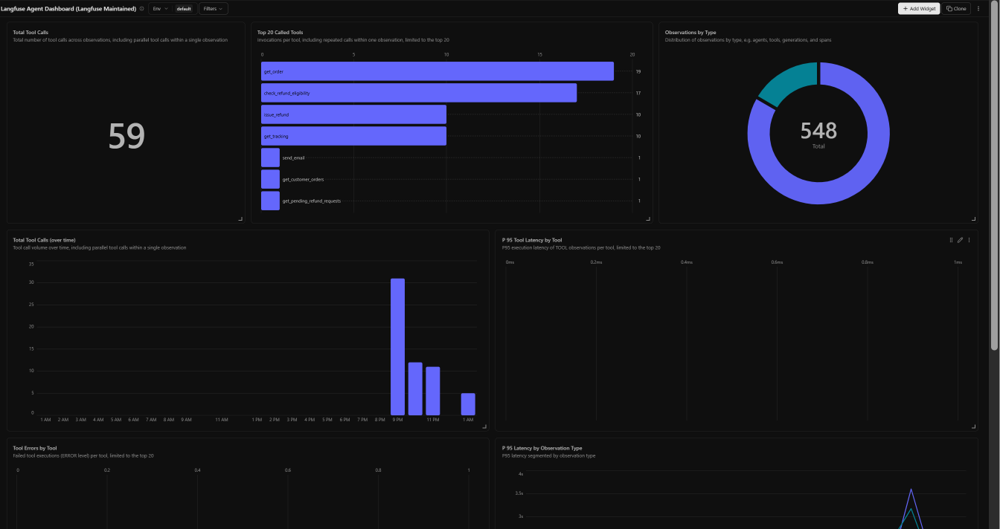 Langfuse Agent Dashboard (Langfuse Maintained) Env default Filters + Add Widget Clone
Total Tool Calls
Total number of tool calls across observations, including parallel tool calls within a single observation
59
Top 20 Called Tools
Invocations per tool, including repeated calls within one observation, limited to the top 20
0 5 10 15 20
get_order 19
check_refund_eligibility 17
issue_refund 10
get_tracking 10
send_email 1
get_customer_orders 1
get_pending_refund_requests 1
Observations by Type
Distribution of observations by type, e.g. agents, tools, generations, and spans
548
Total
Total Tool Calls (over time)
Tool call volume over time, including parallel tool calls within a single observation
35
30
25
20
15
10
5
0
1 AM 2 AM 3 AM 4 AM 5 AM 6 AM 7 AM 8 AM 9 AM 11 AM 1 PM 2 PM 3 PM 4 PM 5 PM 6 PM 7 PM 8 PM 9 PM 11 PM 1 AM
P 95 Tool Latency by Tool
P95 execution latency of TOOL observations per tool, limited to the top 20
0ms 0.2ms 0.4ms 0.6ms 0.8ms 1ms
Tool Errors by Tool
Failed tool executions (ERROR level) per tool, limited to the top 20
0 0.2 0.4 0.6 0.8 1
P 95 Latency by Observation Type
P95 latency segmented by observation type
4s
3.5s
3s